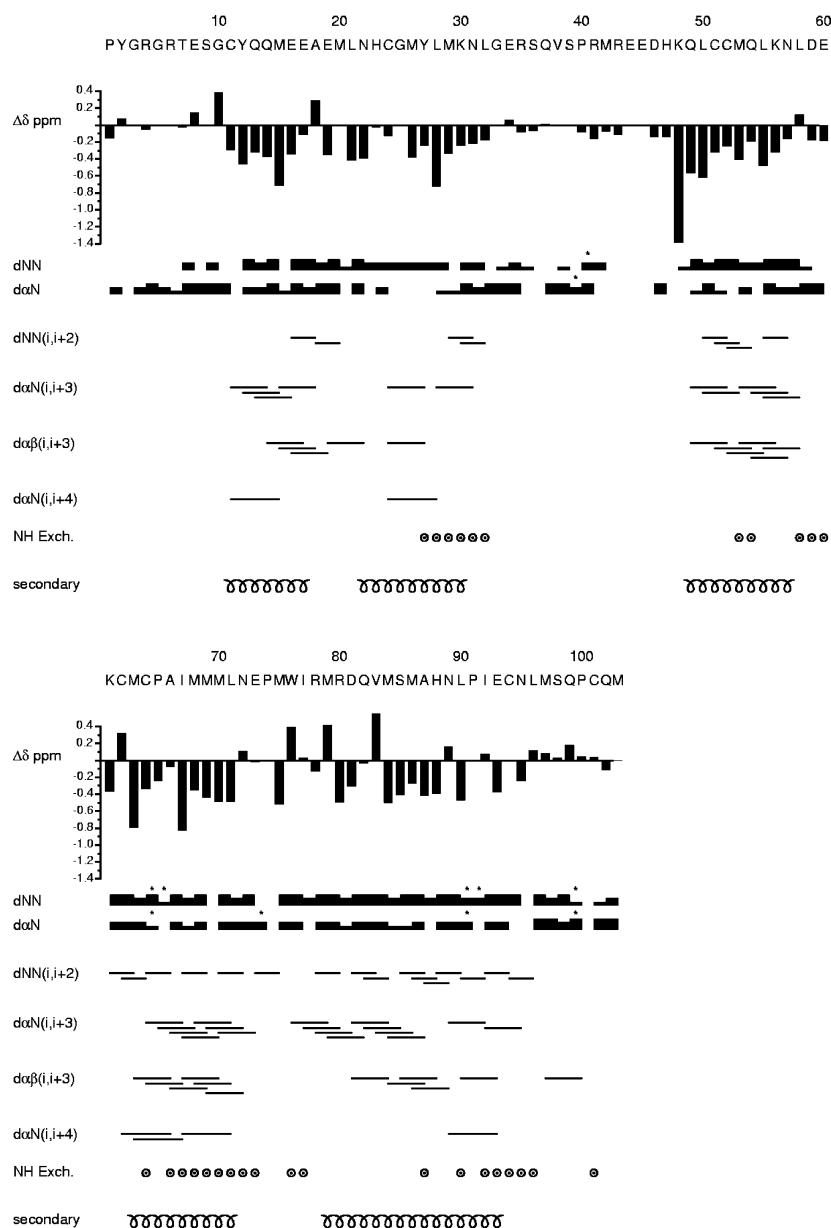 10 20 30 40 50 60
PYGRGRTESGCYQQMEEAEMLNHCGMYLMKNLGERSQVSPRMREEDHKQLCCMQLKNLDE
Δδ ppm
0.4
0.2
0.0
-0.2
-0.4
-0.6
-0.8
-1.0
-1.2
-1.4
*
dNN
*
dαN
dNN(i,i+2)
dαN(i,i+3)
dαβ(i,i+3)
dαN(i,i+4)
NH Exch.
secondary
70 80 90 100
KCMCPAIMMMLNEPMWIRMRDQVMSMAHNLPIECNLMSQPCQM
Δδ ppm
0.4
0.2
0.0
-0.2
-0.4
-0.6
-0.8
-1.0
-1.2
-1.4
* * * * *
dNN
* * * *
dαN
dNN(i,i+2)
dαN(i,i+3)
dαβ(i,i+3)
dαN(i,i+4)
NH Exch.
secondary